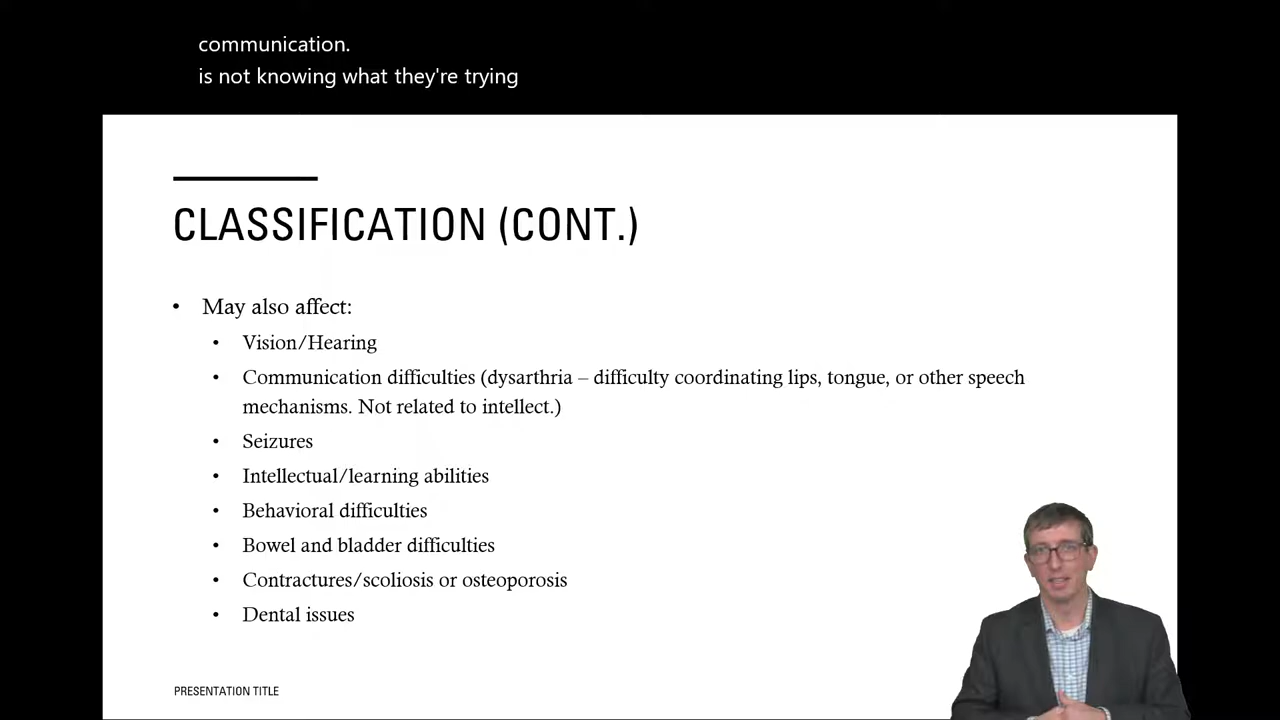 communication.
is not knowing what they're trying
CLASSIFICATION (CONT.)
• May also affect:
• Vision/Hearing
• Communication difficulties (dysarthria – difficulty coordinating lips, tongue, or other speech
mechanisms. Not related to intellect.)
• Seizures
• Intellectual/learning abilities
• Behavioral difficulties
• Bowel and bladder difficulties
• Contractures/scoliosis or osteoporosis
• Dental issues
PRESENTATION TITLE